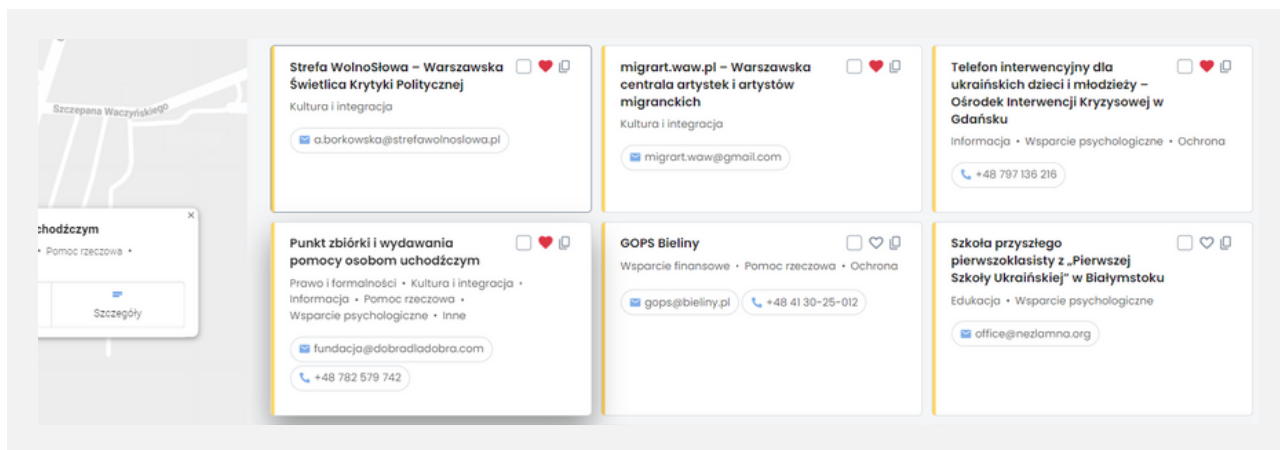 Szczepana Waczyńskiego
chodźczym
• Pomoc rzeczowa •
Szczegóły
Strefa WolnoSłowa – Warszawska
Świetlica Krytyki Politycznej
Kultura i integracja
a.borkowska@strefawolnoslowa.pl
migrart.waw.pl – Warszawska
centrala artystek i artystów
migranckich
Kultura i integracja
migrart.waw@gmail.com
Telefon interwencyjny dla
ukraińskich dzieci i młodzieży –
Ośrodek Interwencji Kryzysowej w
Gdańsku
Informacja • Wsparcie psychologiczne • Ochrona
+48 797 136 216
Punkt zbiórki i wydawania
pomocy osobom uchodźczym
Prawo i formalności • Kultura i integracja •
Informacja • Pomoc rzeczowa •
Wsparcie psychologiczne • Inne
fundacja@dobradladobra.com
+48 782 579 742
GOPS Bieliny
Wsparcie finansowe • Pomoc rzeczowa • Ochrona
gops@bieliny.pl +48 41 30-25-012
Szkoła przyszłego
pierwszoklasisty z „Pierwszej
Szkoły Ukraińskiej” w Białymstoku
Edukacja • Wsparcie psychologiczne
office@nezlamna.org